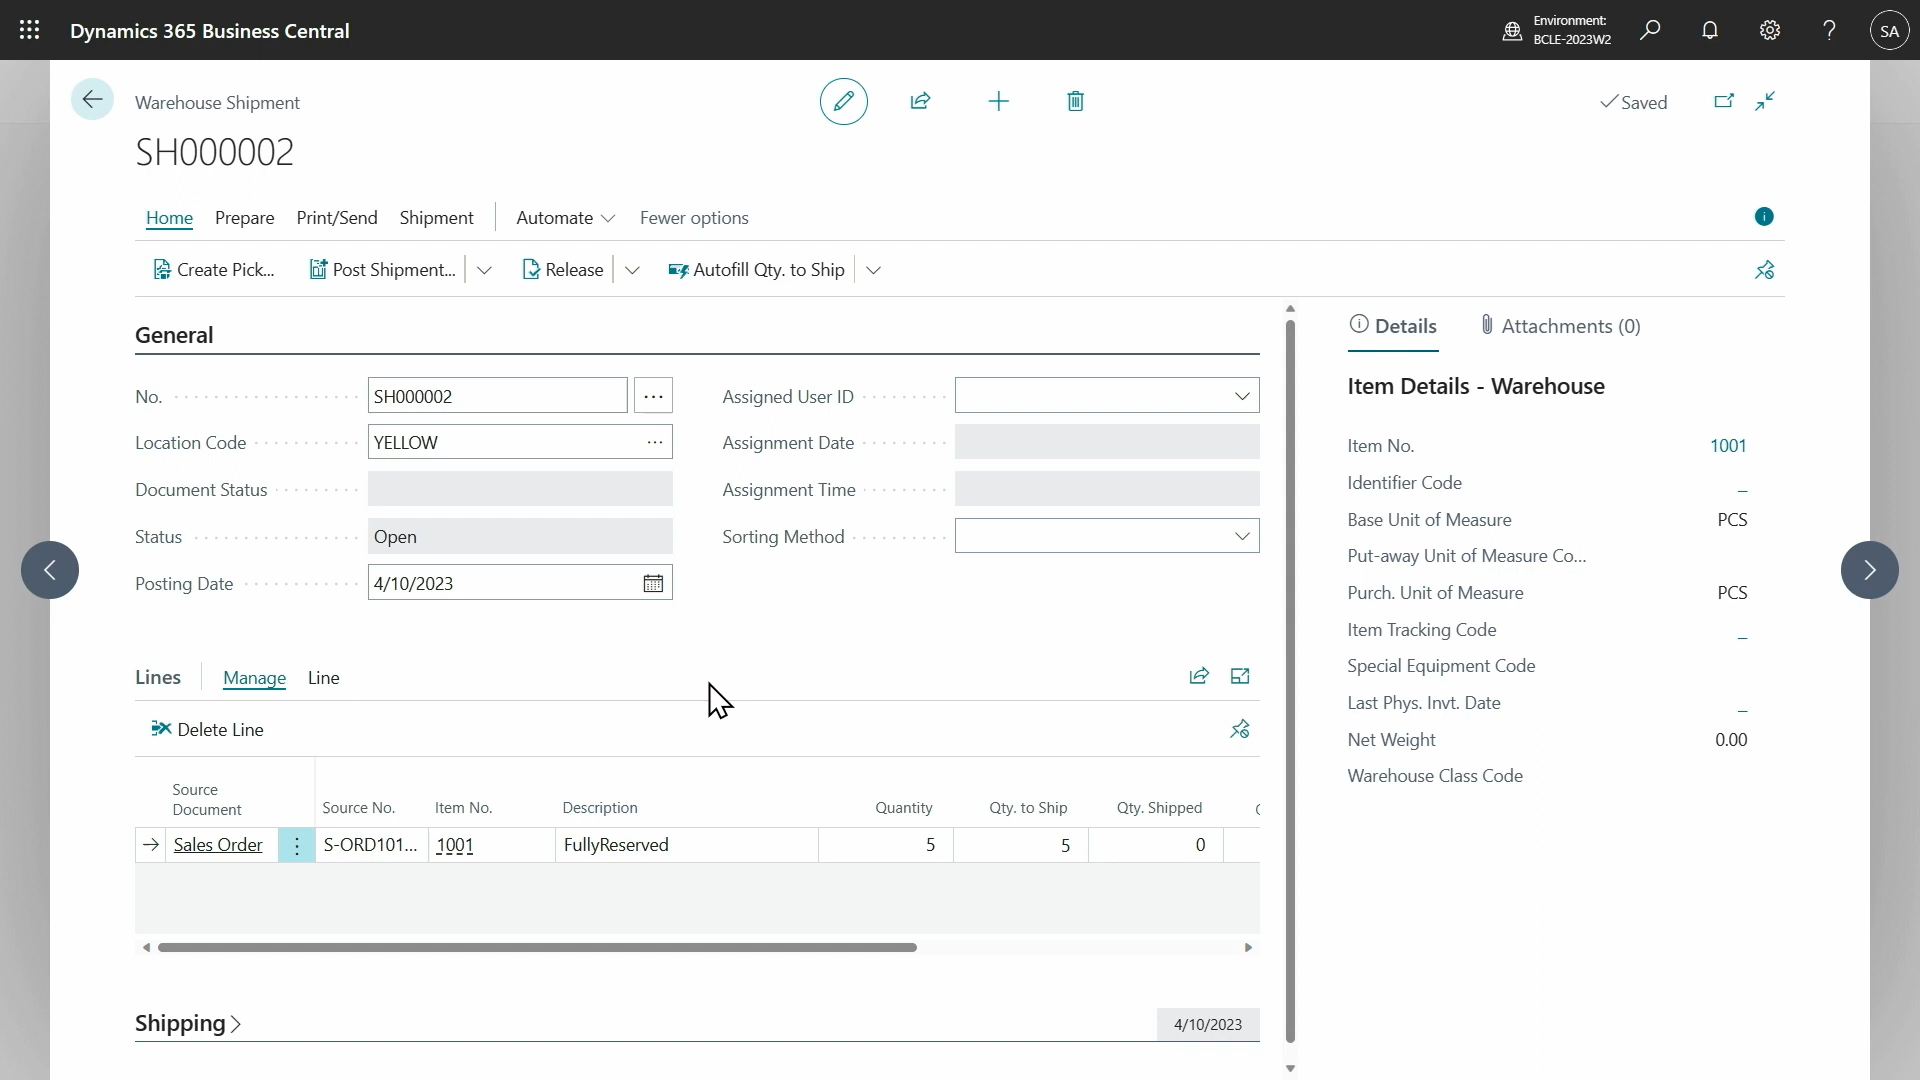 Dynamics 365 Business Central
Environment:
BCLE-2023W2
SA
Warehouse Shipment
Saved
SH000002
Home Prepare Print/Send Shipment Automate Fewer options
Create Pick... Post Shipment... Release Autofill Qty. to Ship
General
No. SH000002
Location Code YELLOW
Document Status
Status Open
Posting Date 4/10/2023
Assigned User ID
Assignment Date
Assignment Time
Sorting Method
Lines Manage Line
Delete Line
Source Document Source No. Item No. Description Quantity Qty. to Ship Qty. Shipped
Sales Order S-ORD101... 1001 FullyReserved 5 5 0
Shipping 4/10/2023
Details Attachments (0)
Item Details - Warehouse
Item No. 1001
Identifier Code _
Base Unit of Measure PCS
Put-away Unit of Measure Co...
Purch. Unit of Measure PCS
Item Tracking Code _
Special Equipment Code
Last Phys. Invt. Date _
Net Weight 0.00
Warehouse Class Code